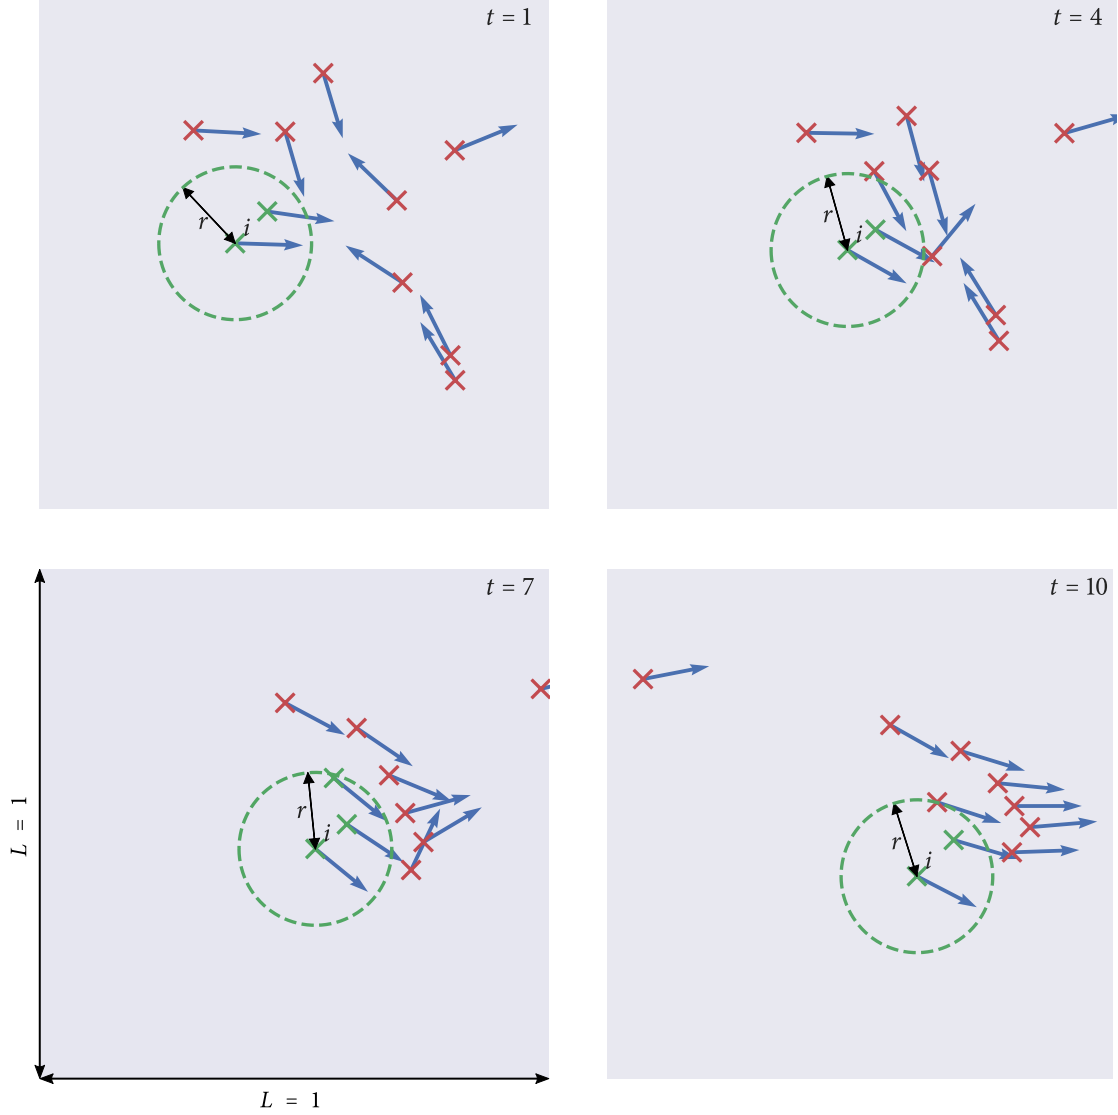 t = 1
r
i
t = 4
r
i
t = 7
r
i
L = 1
L = 1
t = 10
r
i